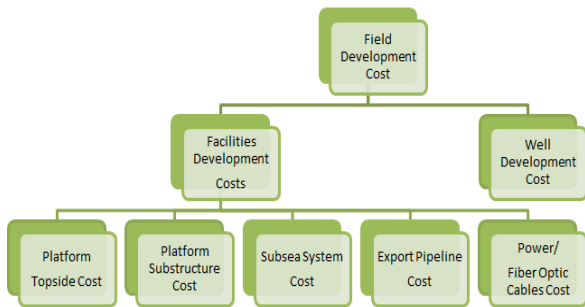 Field
Development
Cost
Facilities
Development
Costs
Well
Development
Cost
Platform
Topside Cost
Platform
Substructure
Cost
Subsea System
Cost
Export Pipeline
Cost
Power/
Fiber Optic
Cables Cost